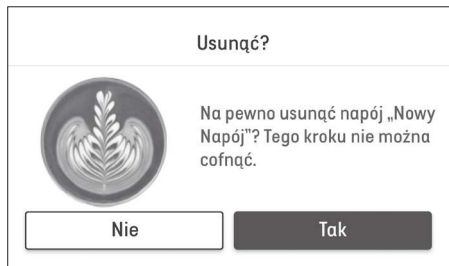 Usunąć?
Na pewno usunąć napój „Nowy
Napój”? Tego kroku nie można
cofnąć.
Nie
Tak